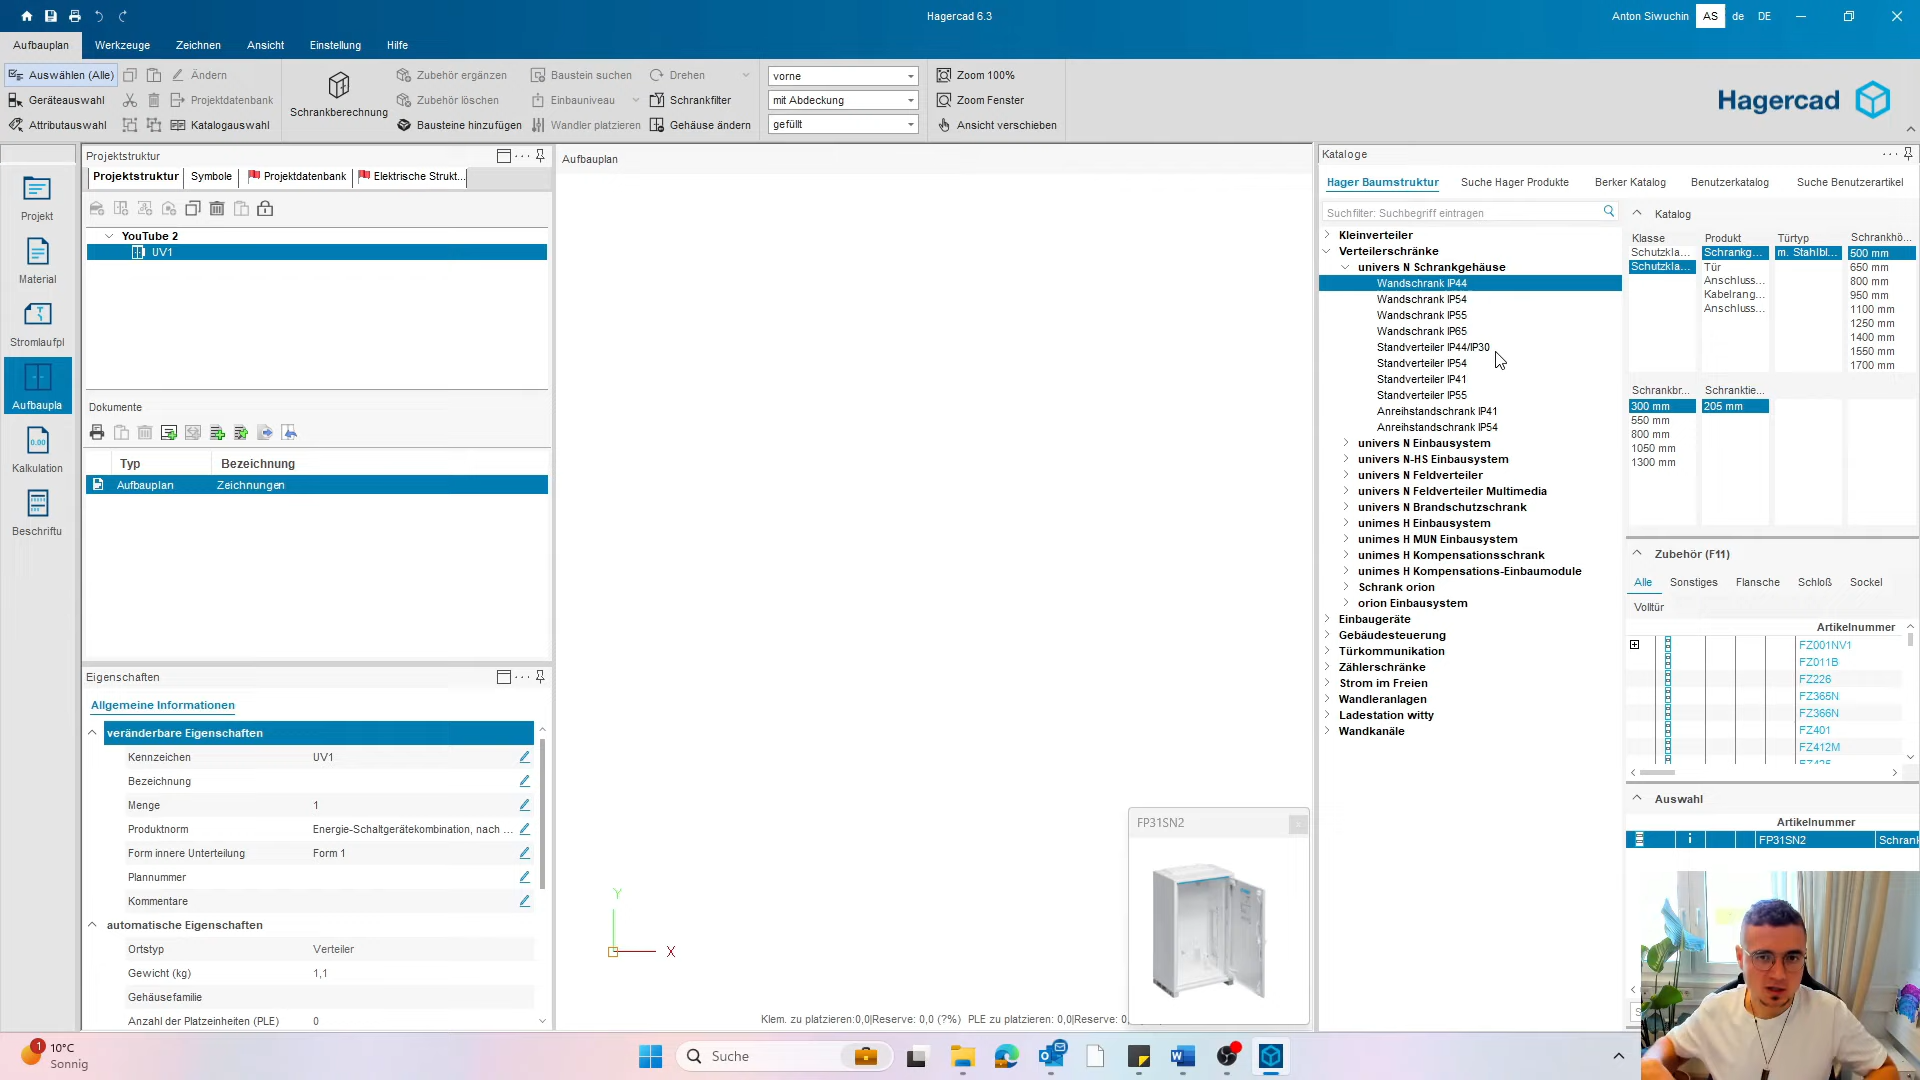 Hagercad 6.3
Anton Siwuchin AS de DE
Aufbauplan Werkzeuge Zeichnen Ansicht Einstellung Hilfe
Auswählen (Alle) Ändern
Geräteauswahl Projektdatenbank
Attributauswahl Katalogauswahl
Schrankberechnung
Zubehör ergänzen Baustein suchen Drehen
Zubehör löschen Einbauniveau Schrankfilter
Bausteine hinzufügen Wandler platzieren Gehäuse ändern
vorne
mit Abdeckung
gefüllt
Zoom 100%
Zoom Fenster
Ansicht verschieben
Hagercad
Projekt
Material
Stromlaufpl
Aufbaupla
0.00
Kalkulation
Beschriftu
Projektstruktur
Projektstruktur Symbole Projektdatenbank Elektrische Strukt...
YouTube 2
UV1
Dokumente
Typ Bezeichnung
Aufbauplan Zeichnungen
Eigenschaften
Allgemeine Informationen
veränderbare Eigenschaften
Kennzeichen UV1
Bezeichnung
Menge 1
Produktnorm Energie-Schaltgerätekombination, nach ...
Form innere Unterteilung Form 1
Plannummer
Kommentare
automatische Eigenschaften
Ortstyp Verteiler
Gewicht (kg) 1,1
Gehäusefamilie
Anzahl der Platzeinheiten (PLE) 0
Aufbauplan
Y
X
FP31SN2
Klem. zu platzieren:0,0|Reserve: 0,0 (?%) PLE zu platzieren: 0,0|Reserve: 0,
Kataloge
Hager Baumstruktur Suche Hager Produkte Berker Katalog Benutzerkatalog Suche Benutzerartikel
Suchfilter: Suchbegriff eintragen
Kleinverteiler
Verteilerschränke
univers N Schrankgehäuse
Wandschrank IP44
Wandschrank IP54
Wandschrank IP55
Wandschrank IP65
Standverteiler IP44/IP30
Standverteiler IP54
Standverteiler IP41
Standverteiler IP55
Anreihstandschrank IP41
Anreihstandschrank IP54
univers N Einbausystem
univers N-HS Einbausystem
univers N Feldverteiler
univers N Feldverteiler Multimedia
univers N Brandschutzschrank
unimes H Einbausystem
unimes H MUN Einbausystem
unimes H Kompensationsschrank
unimes H Kompensations-Einbaumodule
Schrank orion
orion Einbausystem
Einbaugeräte
Gebäudesteuerung
Türkommunikation
Zählerschränke
Strom im Freien
Wandleranlagen
Ladestation witty
Wandkanäle
Katalog
Klasse Produkt Türtyp Schrankhö...
Schutzkla... Schrankg... m. Stahlbl... 500 mm
Schutzkla... Tür 650 mm
Anschluss... 800 mm
Kabelrang... 950 mm
Anschluss... 1100 mm
1250 mm
1400 mm
1550 mm
1700 mm
Schrankbr... Schranktie...
300 mm 205 mm
550 mm
800 mm
1050 mm
1300 mm
Zubehör (F11)
Alle Sonstiges Flansche Schloß Sockel
Volltür
Artikelnummer
FZ001NV1
FZ011B
FZ226
FZ365N
FZ366N
FZ401
FZ412M
Auswahl
Artikelnummer
FP31SN2 Schrank
1 10°C
Sonnig
Suche